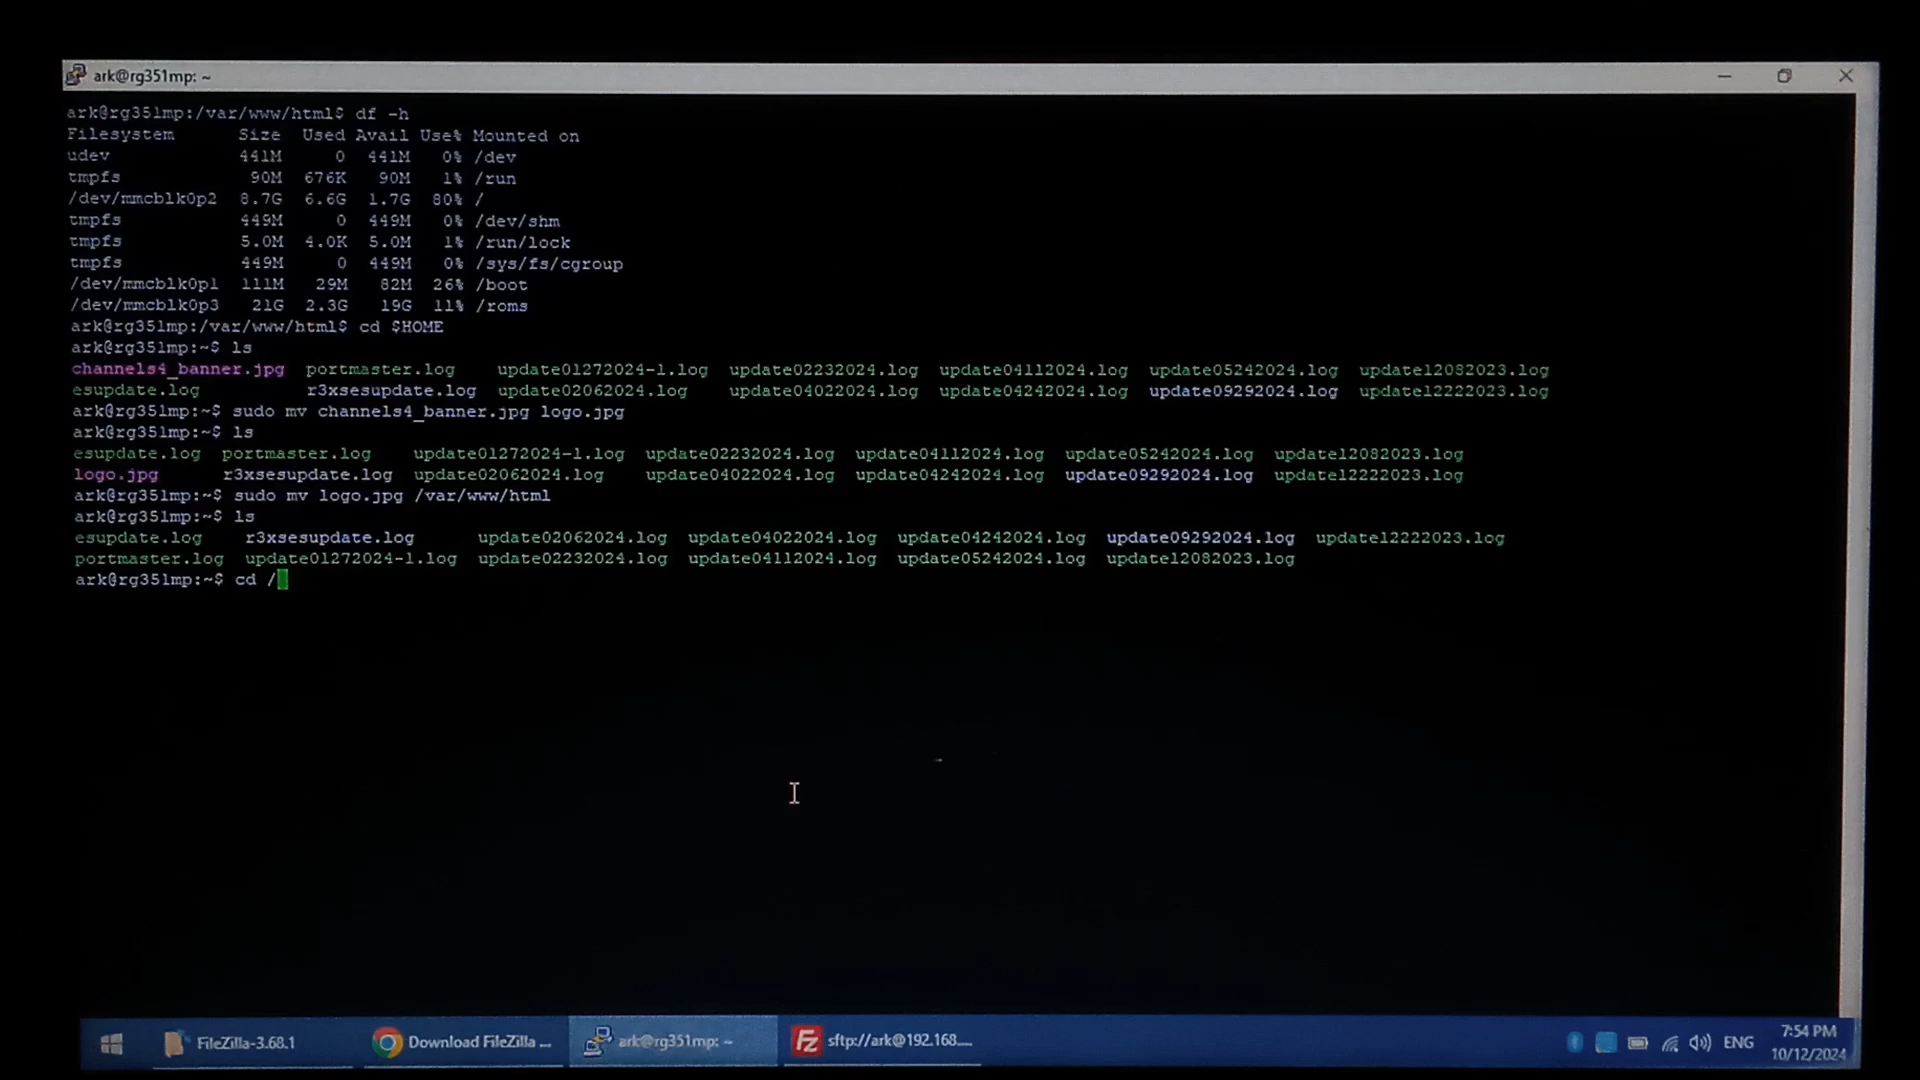 ark@rg351mp: ~
ark@rg351mp:/var/www/html$ df -h
Filesystem Size Used Avail Use% Mounted on
udev 441M 0 441M 0% /dev
tmpfs 90M 676K 90M 1% /run
/dev/mmcblk0p2 8.7G 6.6G 1.7G 80% /
tmpfs 449M 0 449M 0% /dev/shm
tmpfs 5.0M 4.0K 5.0M 1% /run/lock
tmpfs 449M 0 449M 0% /sys/fs/cgroup
/dev/mmcblk0p1 111M 29M 82M 26% /boot
/dev/mmcblk0p3 21G 2.3G 19G 11% /roms
ark@rg351mp:/var/www/html$ cd $HOME
ark@rg351mp:~$ ls
channels4_banner.jpg portmaster.log update01272024-1.log update02232024.log update04112024.log update05242024.log update12082023.log
esupdate.log r3xsesupdate.log update02062024.log update04022024.log update04242024.log update09292024.log update12222023.log
ark@rg351mp:~$ sudo mv channels4_banner.jpg logo.jpg
ark@rg351mp:~$ ls
esupdate.log portmaster.log update01272024-1.log update02232024.log update04112024.log update05242024.log update12082023.log
logo.jpg r3xsesupdate.log update02062024.log update04022024.log update04242024.log update09292024.log update12222023.log
ark@rg351mp:~$ sudo mv logo.jpg /var/www/html
ark@rg351mp:~$ ls
esupdate.log r3xsesupdate.log update02062024.log update04022024.log update04242024.log update09292024.log update12222023.log
portmaster.log update01272024-1.log update02232024.log update04112024.log update05242024.log update12082023.log
ark@rg351mp:~$ cd /
FileZilla-3.68.1 Download FileZilla ... ark@rg351mp: ~ sftp://ark@192.168.... ENG 7:54 PM
10/12/2024